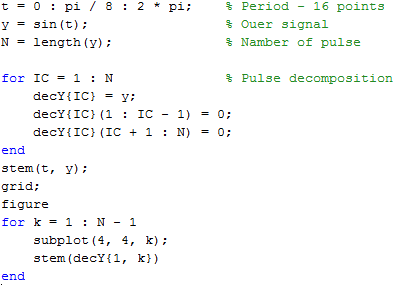 t = 0 : pi / 8 : 2 * pi;    % Period - 16 points
y = sin(t);                 % Ouer signal
N = length(y);              % Namber of pulse
for IC = 1 : N              % Pulse decomposition
    decY{IC} = y;
    decY{IC}(1 : IC - 1) = 0;
    decY{IC}(IC + 1 : N) = 0;
end
stem(t, y);
grid;
figure
for k = 1 : N - 1
    subplot(4, 4, k);
    stem(decY{1, k})
end